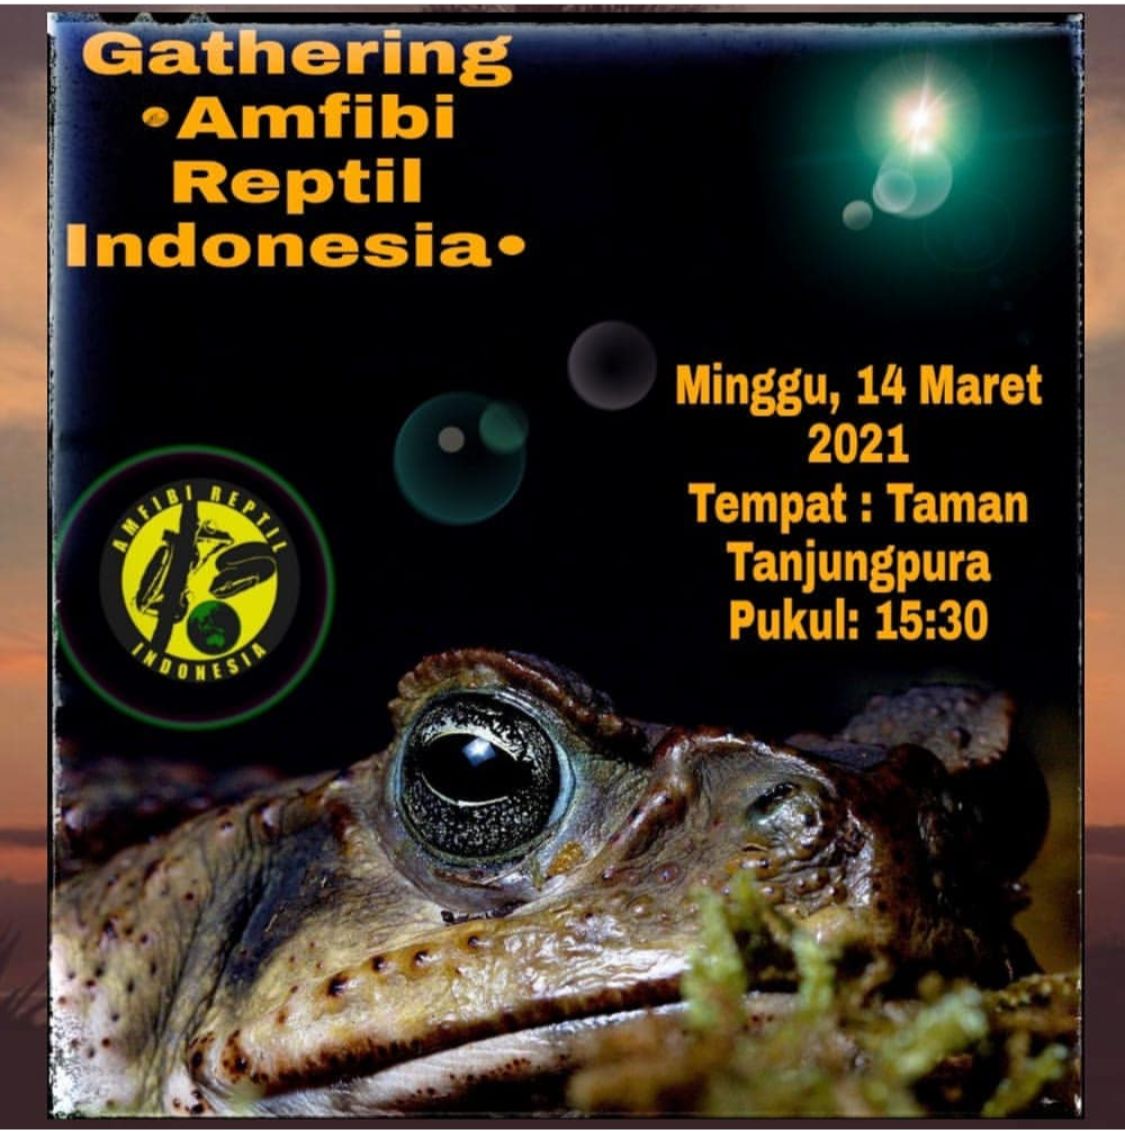 Gathering
•Amfibi
Reptil
Indonesia•
Minggu, 14 Maret
2021
Tempat : Taman
Tanjungpura
Pukul: 15:30
AMFIBI REPTIL
INDONESIA